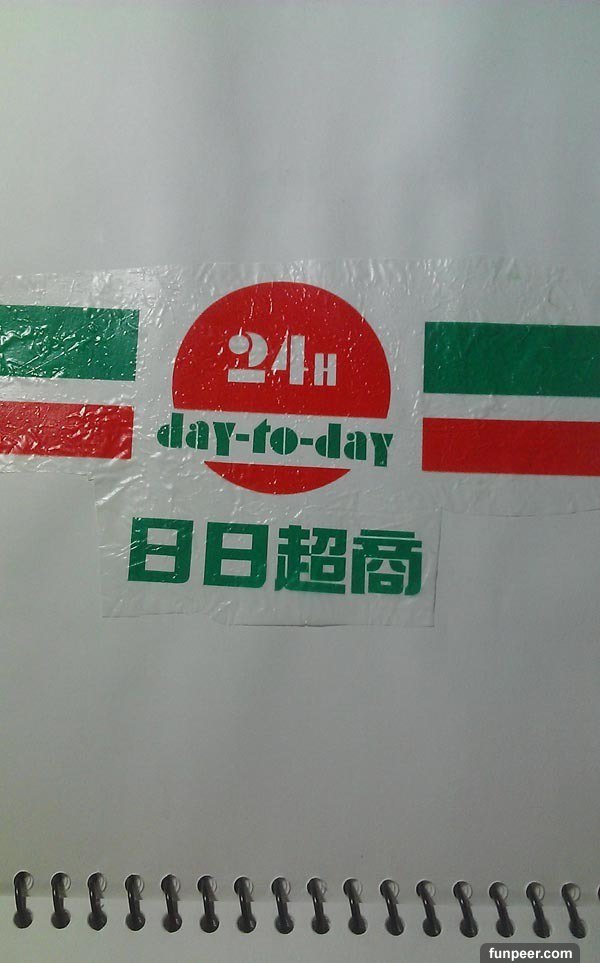 24H
day-to-day
日日超商
funpeer.com